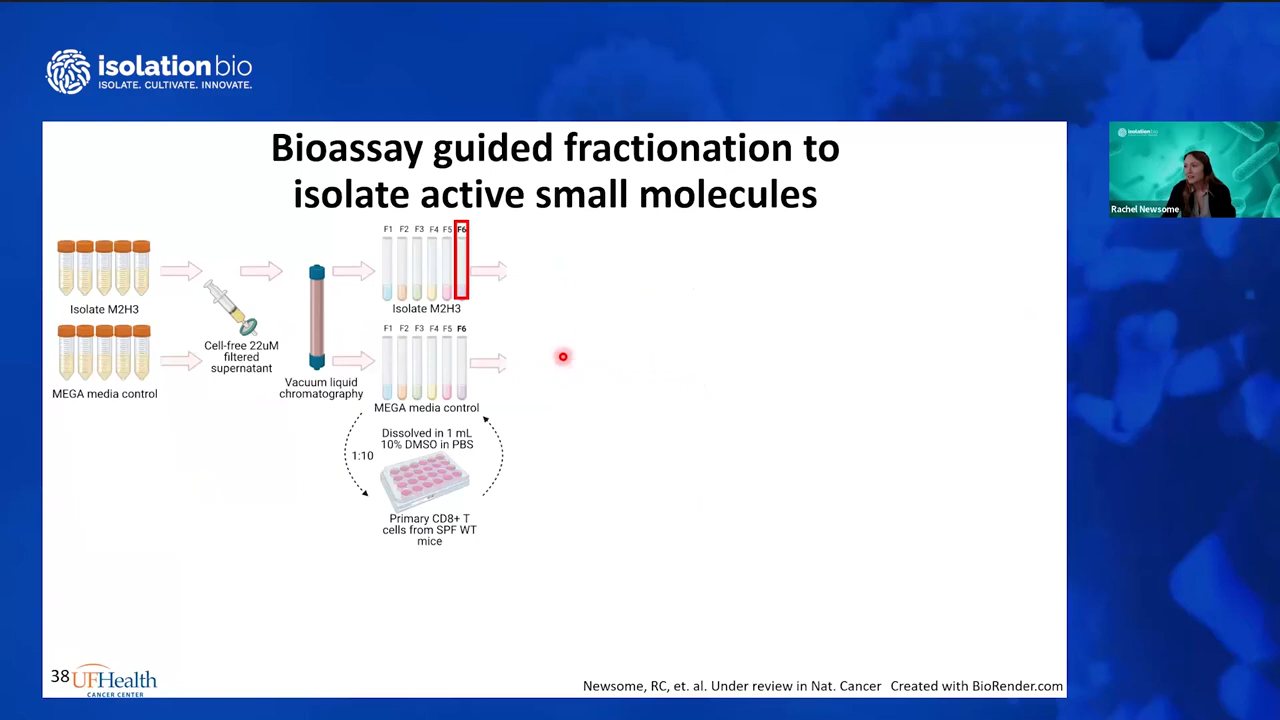 isolation bio
ISOLATE. CULTIVATE. INNOVATE.
isolationbio
Rachel Newsome
Bioassay guided fractionation to
isolate active small molecules
Isolate M2H3
MEGA media control
Cell-free 22uM
filtered
supernatant
Vacuum liquid
chromatography
F1 F2 F3 F4 F5 F6
Isolate M2H3
F1 F2 F3 F4 F5 F6
MEGA media control
1:10
Dissolved in 1 mL
10% DMSO in PBS
Primary CD8+ T
cells from SPF WT
mice
38
UFHealth
CANCER CENTER
Newsome, RC, et. al. Under review in Nat. Cancer Created with BioRender.com